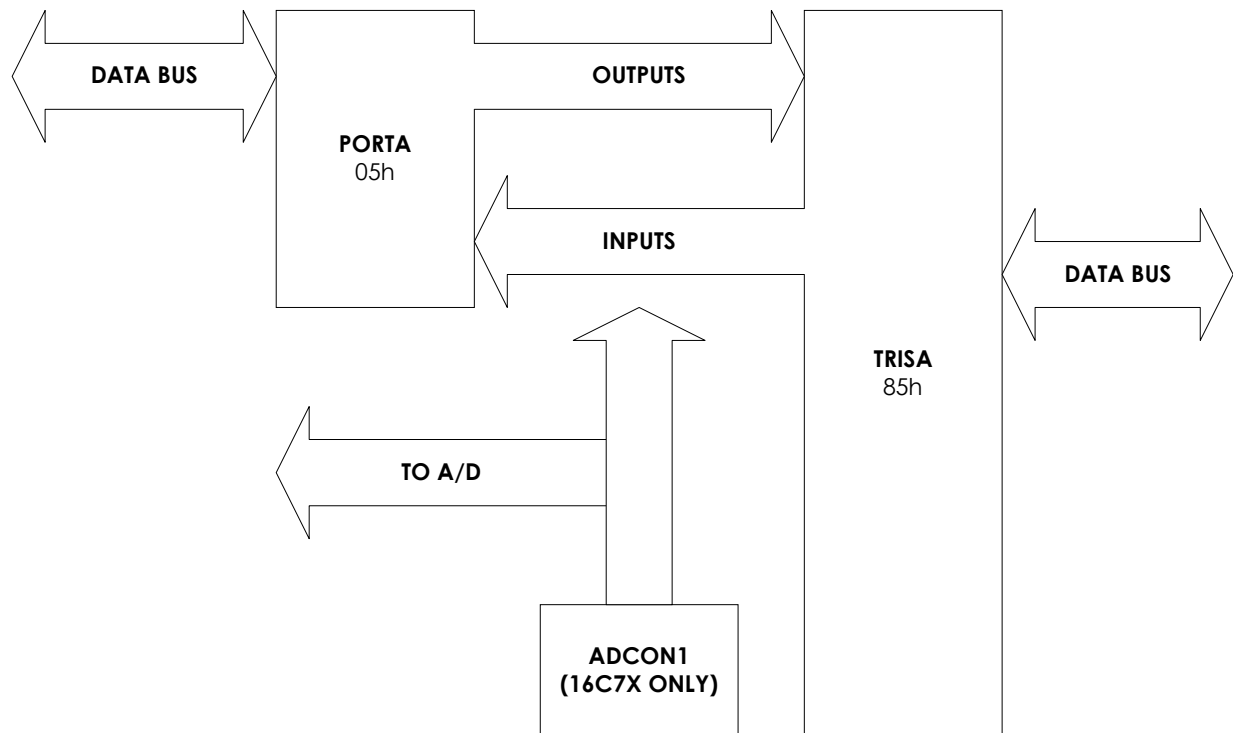 DATA BUS
OUTPUTS
PORTA
05h
INPUTS
DATA BUS
TRISA
85h
TO A/D
ADCON1
(16C7X ONLY)